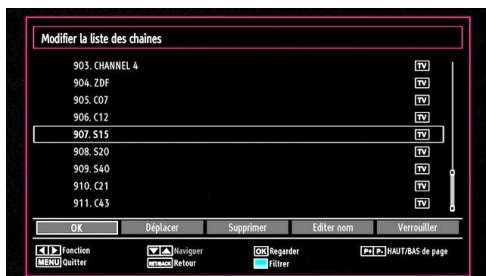 Modifier la liste des chaînes
903. CHANNEL 4 TV
904. ZDF TV
905. C07 TV
906. C12 TV
907. S15 TV
908. S20 TV
909. S40 TV
910. C21 TV
911. C43 TV
OK Déplacer Supprimer Editer nom Verrouiller
Fonction Naviguer OK Regarder P+ P- HAUT/BAS de page
MENU Quitter RET/BACK Retour Filtrer